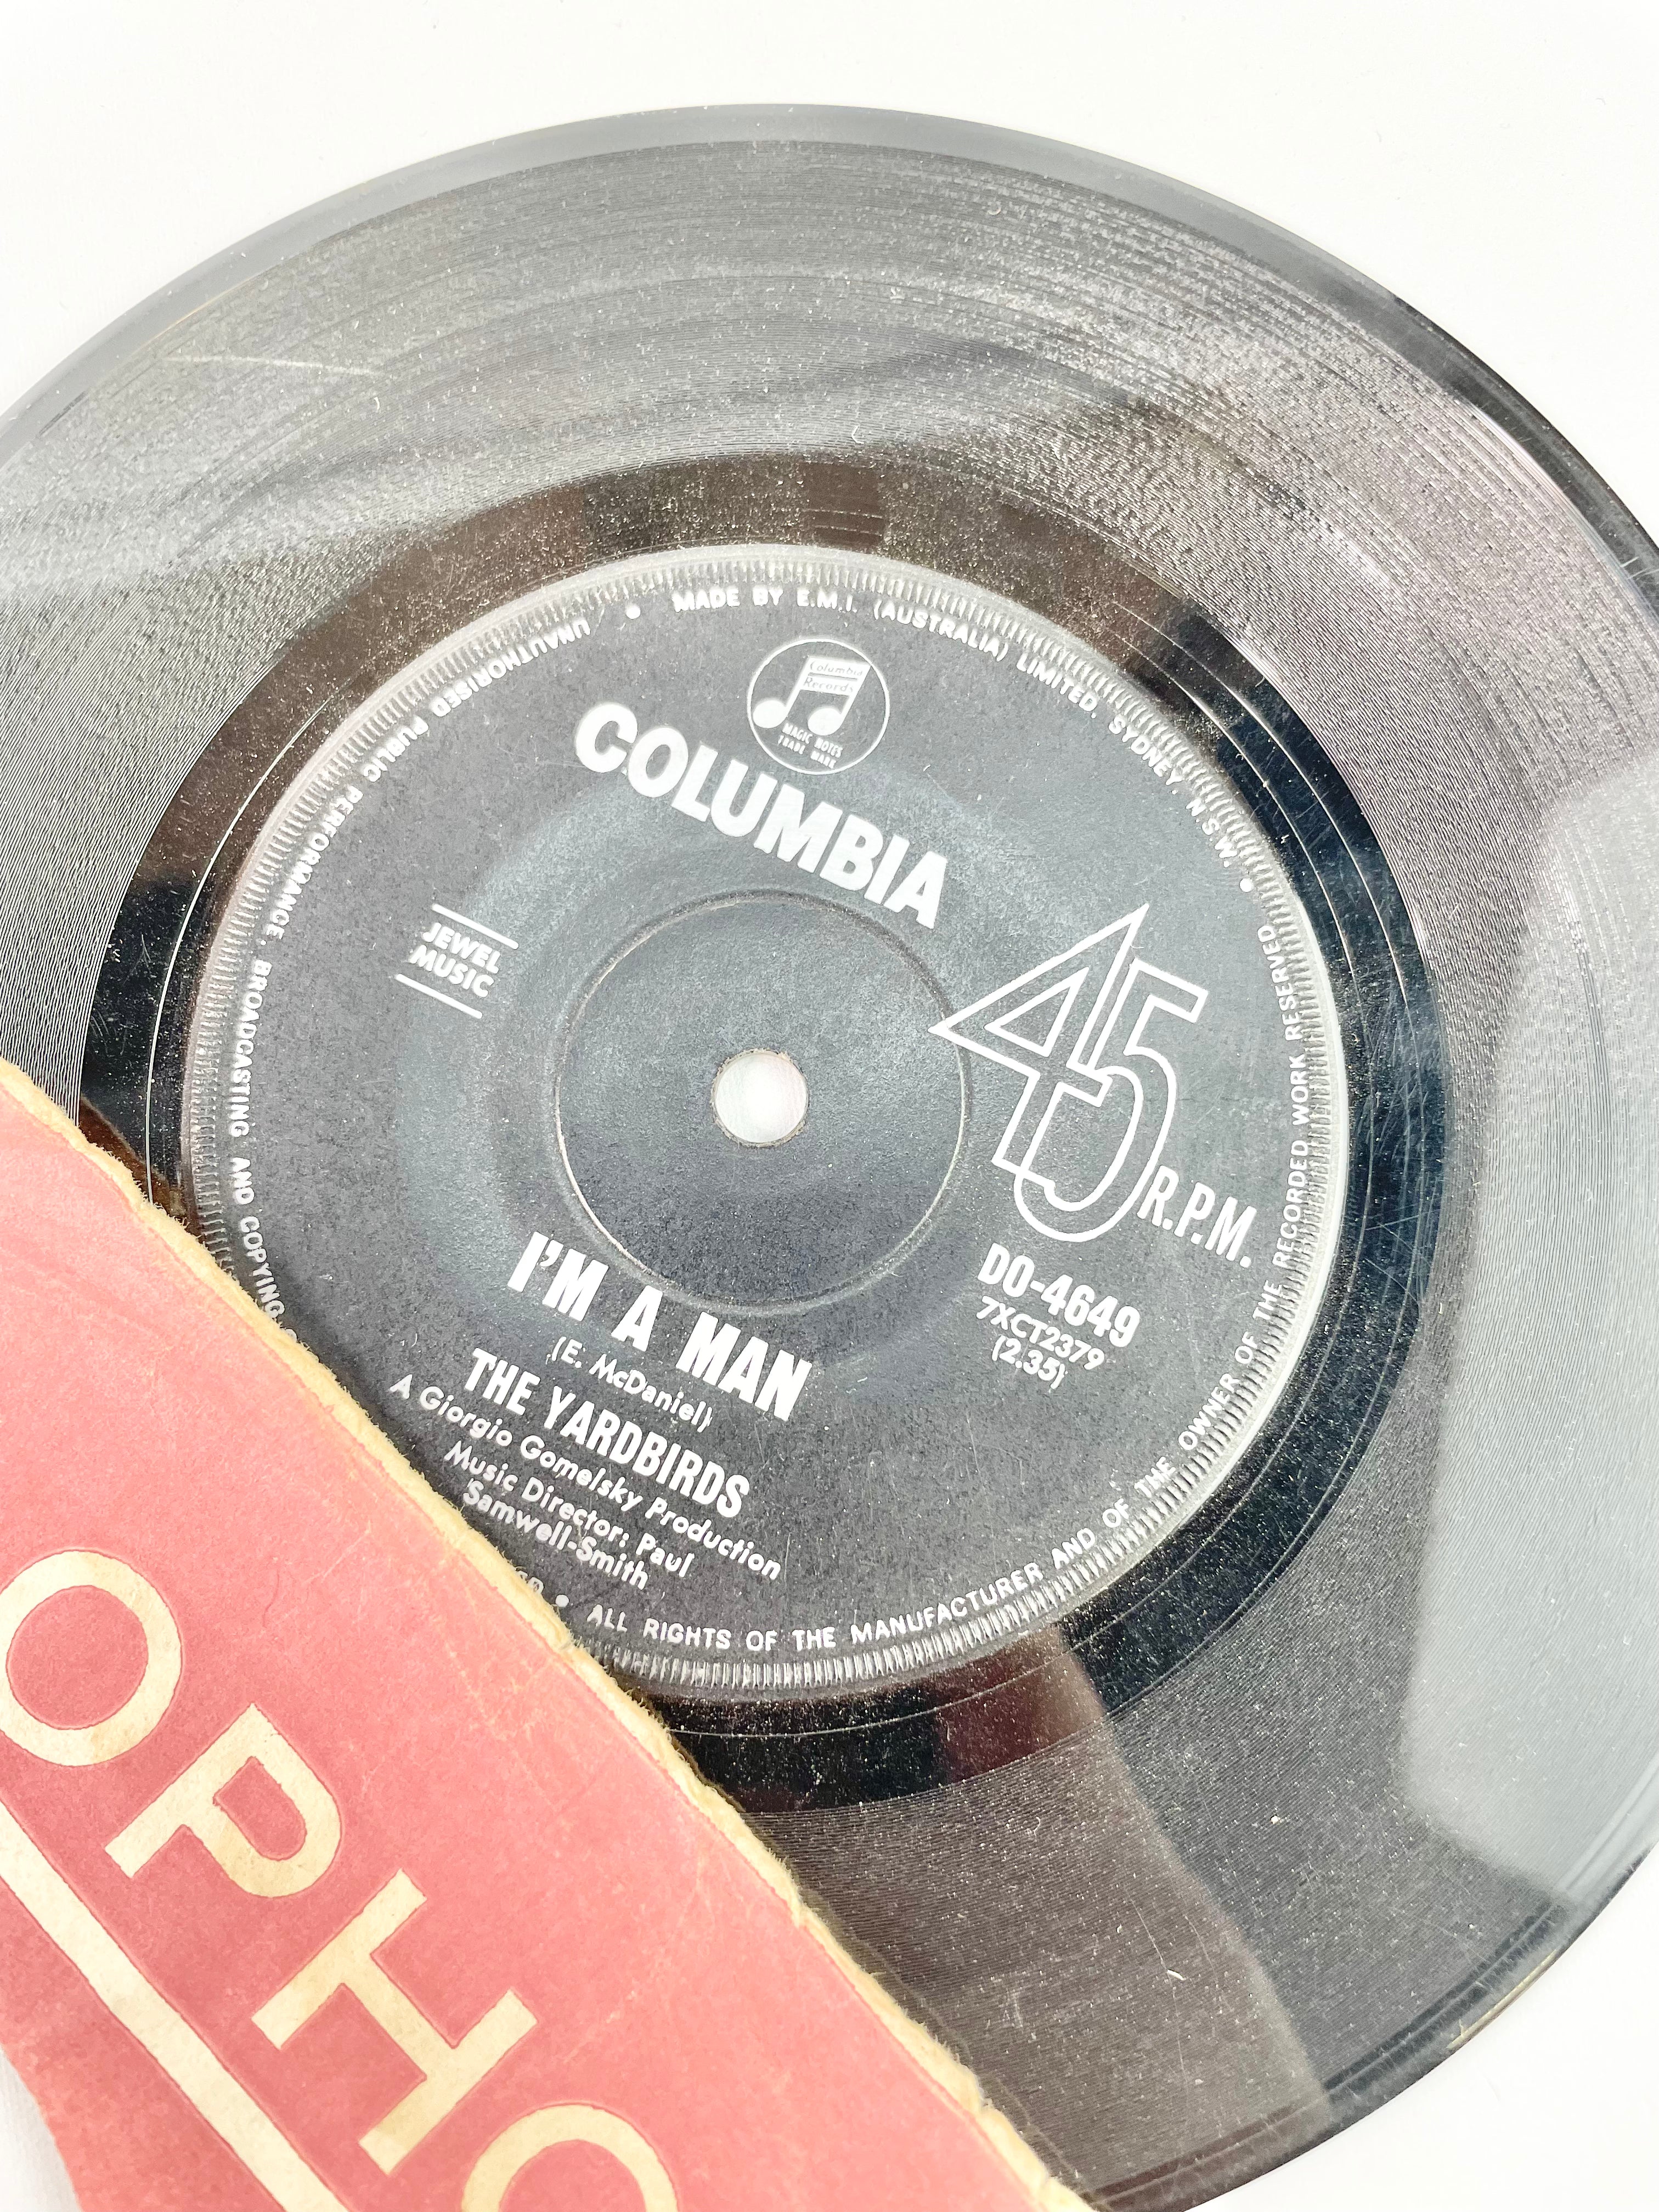 MADE BY E.M.I. (AUSTRALIA) LIMITED. SYDNEY N.S.W. •
ALL RIGHTS OF THE MANUFACTURER AND OF THE OWNER OF THE RECORDED WORK RESERVED
UNAUTHORISED PUBLIC PERFORMANCE. BROADCASTING AND COPYING
Columbia
Records
MAGIC NOTES
TRADE MARK
COLUMBIA
JEWEL
MUSIC
45 R.P.M.
DO-4649
7XCT2379
(2.35)
I'M A MAN
(E. McDaniel)
THE YARDBIRDS
A Giorgio Gomelsky Production
Music Director: Paul
Samwell-Smith
OPHO